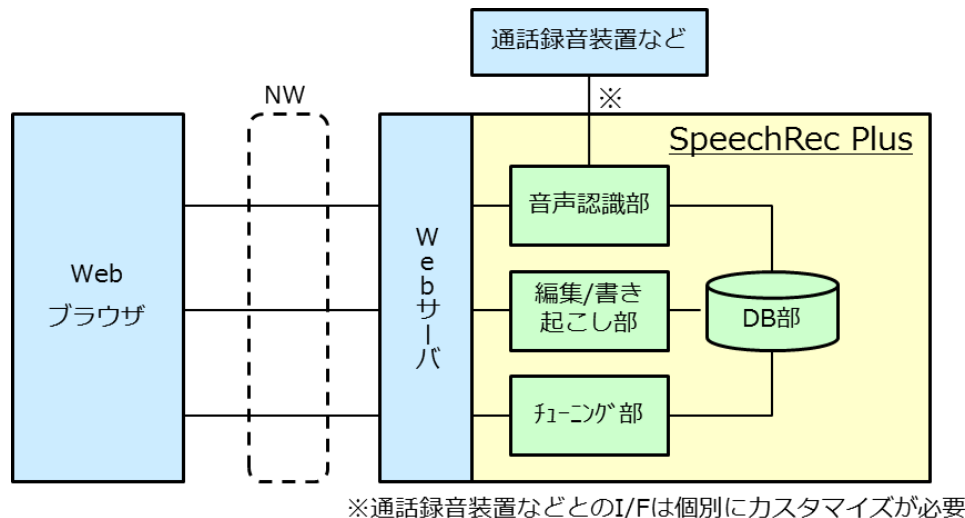 通話録音装置など
※
NW
SpeechRec Plus
音声認識部
Web
ブラウザ
Webサーバ
編集/書き
起こし部
DB部
ﾁｭｰﾆﾝｸﾞ部
※通話録音装置などとのI/Fは個別にカスタマイズが必要